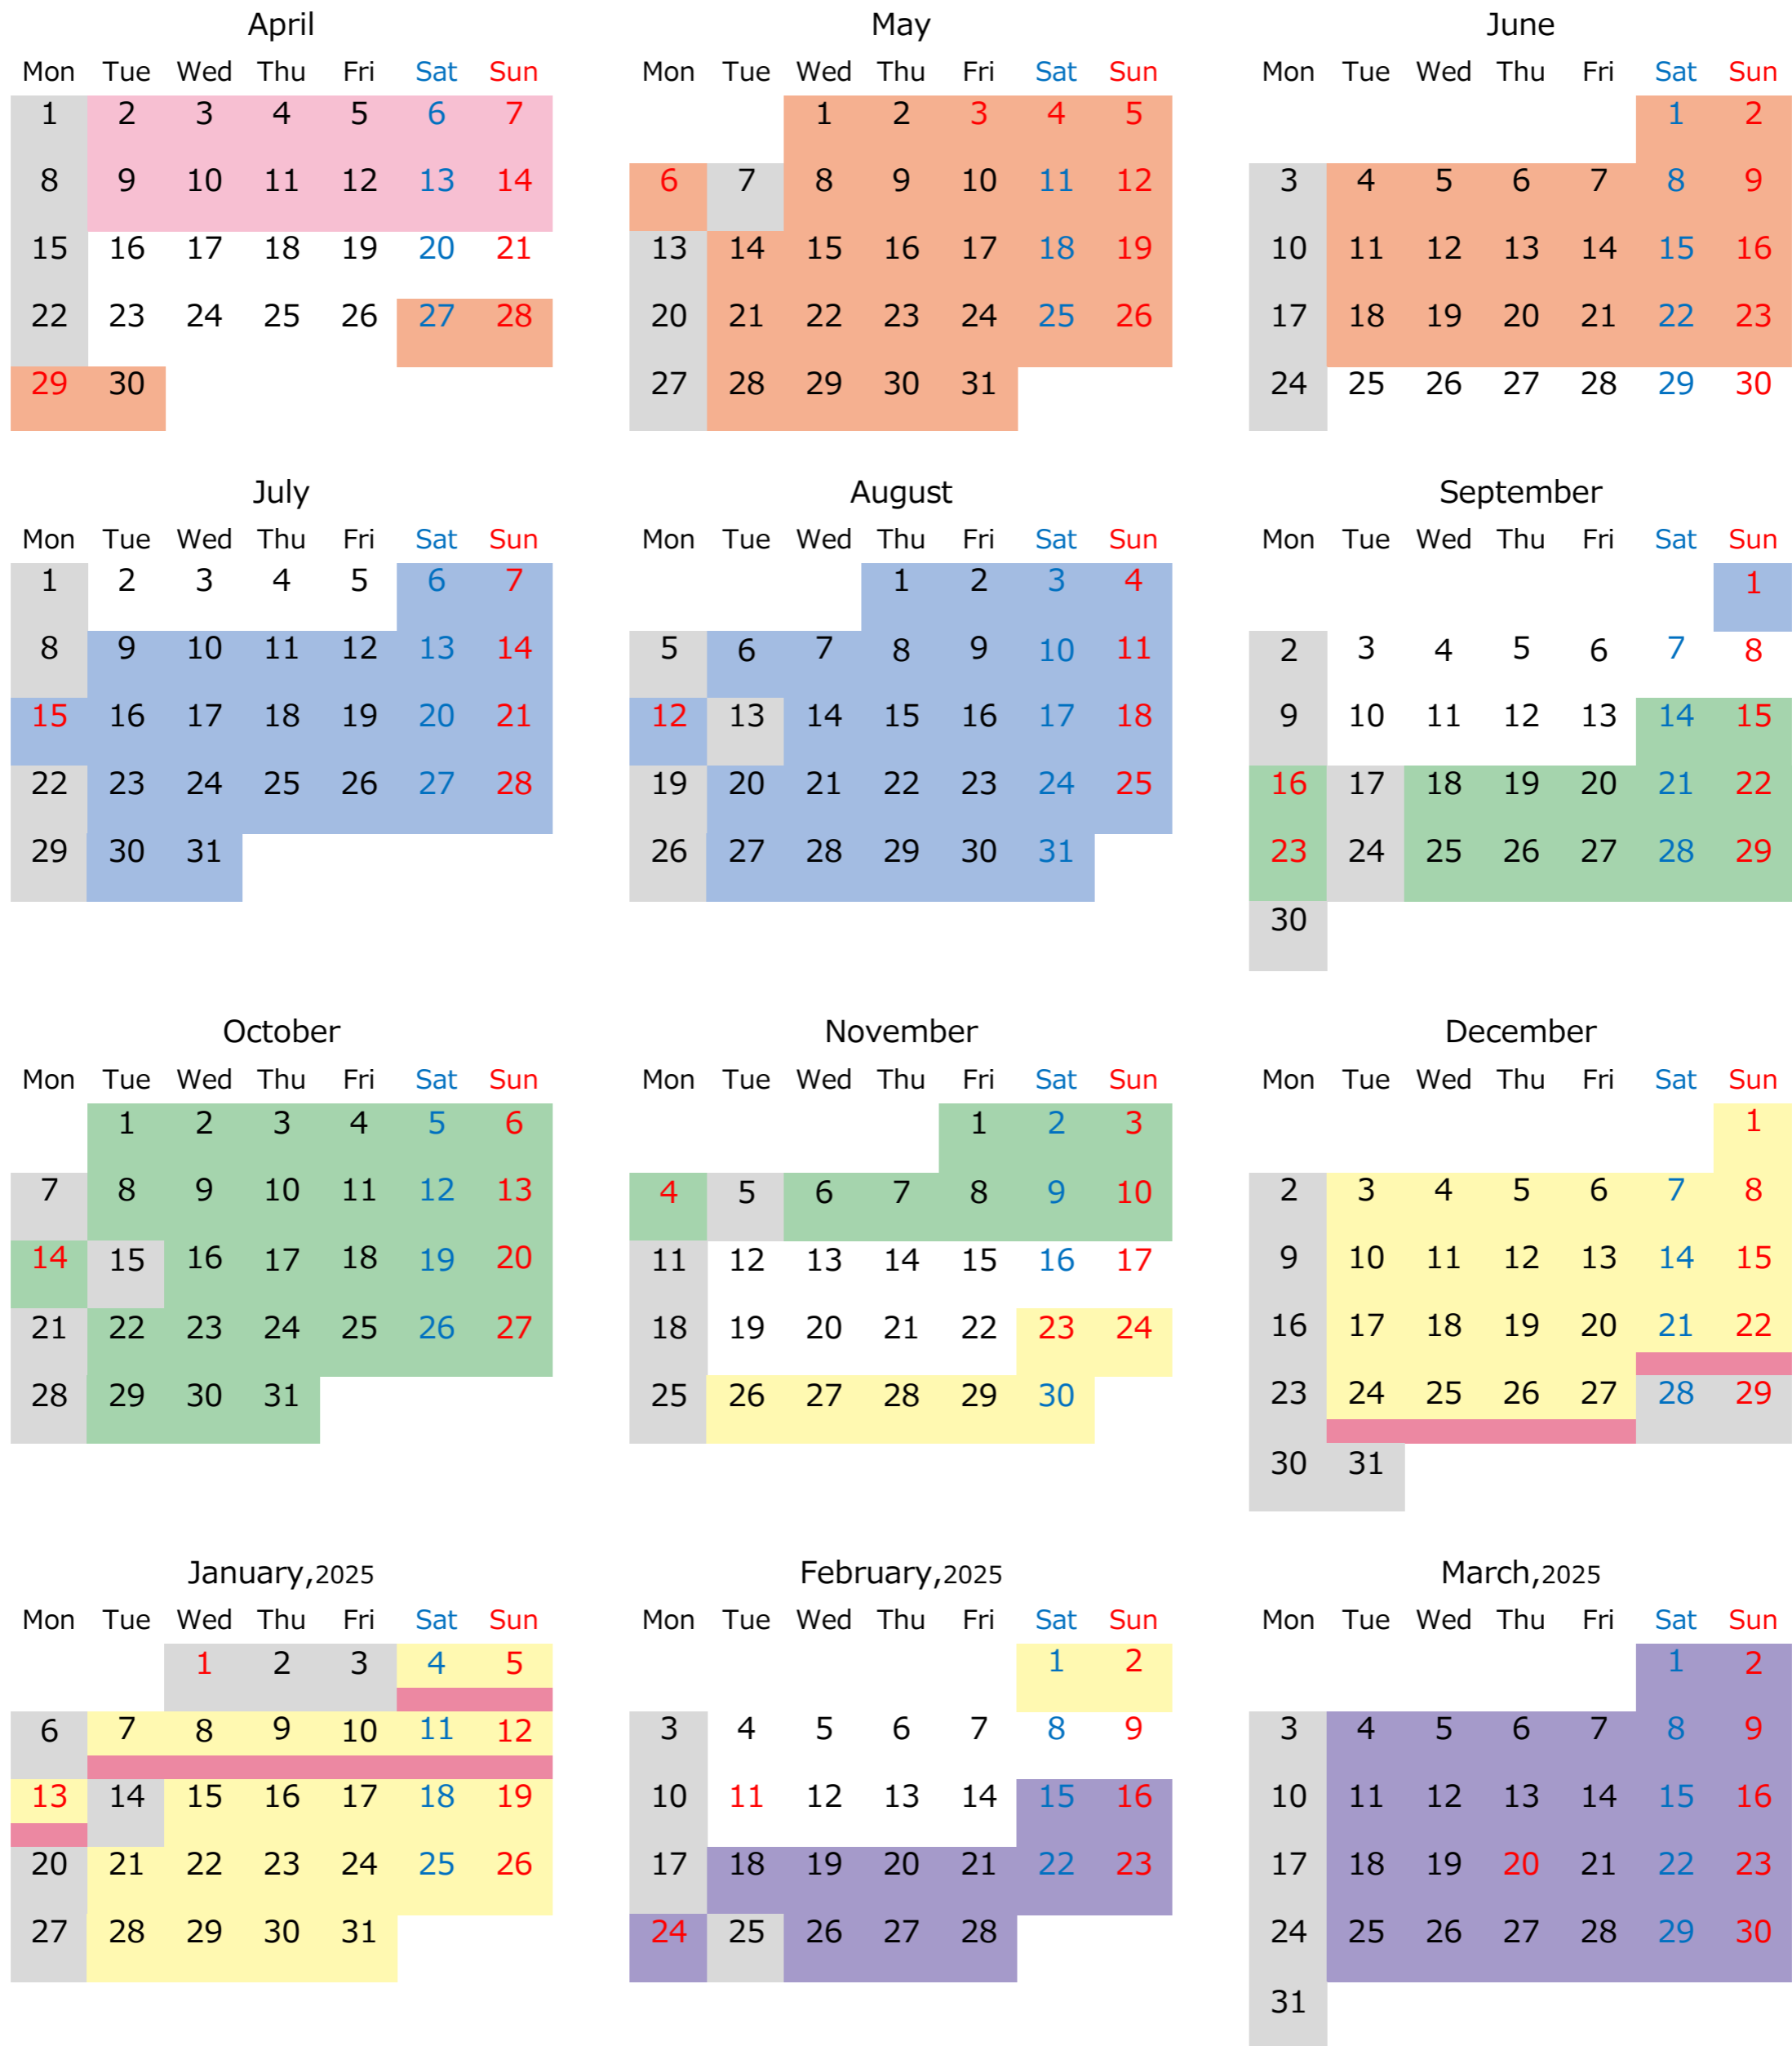 April
Mon Tue Wed Thu Fri Sat Sun
1 2 3 4 5 6 7
8 9 10 11 12 13 14
15 16 17 18 19 20 21
22 23 24 25 26 27 28
29 30
May
Mon Tue Wed Thu Fri Sat Sun
1 2 3 4 5
6 7 8 9 10 11 12
13 14 15 16 17 18 19
20 21 22 23 24 25 26
27 28 29 30 31
June
Mon Tue Wed Thu Fri Sat Sun
1 2
3 4 5 6 7 8 9
10 11 12 13 14 15 16
17 18 19 20 21 22 23
24 25 26 27 28 29 30
July
Mon Tue Wed Thu Fri Sat Sun
1 2 3 4 5 6 7
8 9 10 11 12 13 14
15 16 17 18 19 20 21
22 23 24 25 26 27 28
29 30 31
August
Mon Tue Wed Thu Fri Sat Sun
1 2 3 4
5 6 7 8 9 10 11
12 13 14 15 16 17 18
19 20 21 22 23 24 25
26 27 28 29 30 31
September
Mon Tue Wed Thu Fri Sat Sun
1
2 3 4 5 6 7 8
9 10 11 12 13 14 15
16 17 18 19 20 21 22
23 24 25 26 27 28 29
30
October
Mon Tue Wed Thu Fri Sat Sun
1 2 3 4 5 6
7 8 9 10 11 12 13
14 15 16 17 18 19 20
21 22 23 24 25 26 27
28 29 30 31
November
Mon Tue Wed Thu Fri Sat Sun
1 2 3
4 5 6 7 8 9 10
11 12 13 14 15 16 17
18 19 20 21 22 23 24
25 26 27 28 29 30
December
Mon Tue Wed Thu Fri Sat Sun
1
2 3 4 5 6 7 8
9 10 11 12 13 14 15
16 17 18 19 20 21 22
23 24 25 26 27 28 29
30 31
January,2025
Mon Tue Wed Thu Fri Sat Sun
1 2 3 4 5
6 7 8 9 10 11 12
13 14 15 16 17 18 19
20 21 22 23 24 25 26
27 28 29 30 31
February,2025
Mon Tue Wed Thu Fri Sat Sun
1 2
3 4 5 6 7 8 9
10 11 12 13 14 15 16
17 18 19 20 21 22 23
24 25 26 27 28
March,2025
Mon Tue Wed Thu Fri Sat Sun
1 2
3 4 5 6 7 8 9
10 11 12 13 14 15 16
17 18 19 20 21 22 23
24 25 26 27 28 29 30
31